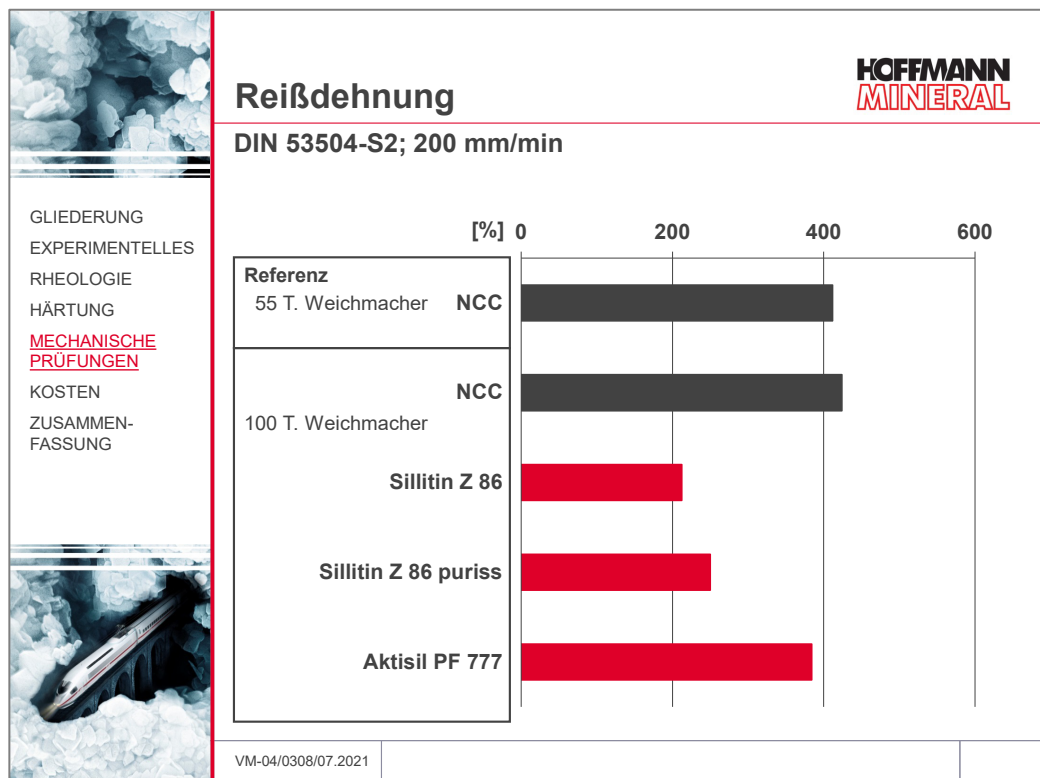 HOFFMANN
MINERAL
Reißdehnung
DIN 53504-S2; 200 mm/min
GLIEDERUNG
EXPERIMENTELLES
RHEOLOGIE
HÄRTUNG
MECHANISCHE
PRÜFUNGEN
KOSTEN
ZUSAMMEN-
FASSUNG
[%] 0 200 400 600
Referenz
55 T. Weichmacher NCC
NCC
100 T. Weichmacher
Sillitin Z 86
Sillitin Z 86 puriss
Aktisil PF 777
VM-04/0308/07.2021